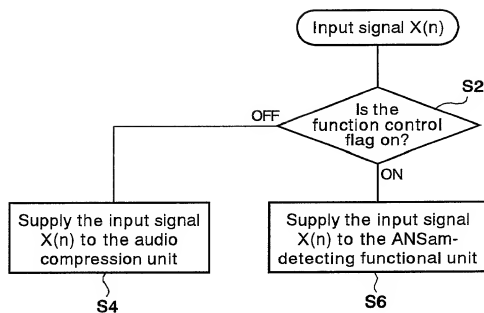 Input signal X(n)
S2
Is the
function control
flag on?
OFF
ON
Supply the input signal
X(n) to the audio
compression unit
S4
Supply the input signal
X(n) to the ANSam-
detecting functional unit
S6